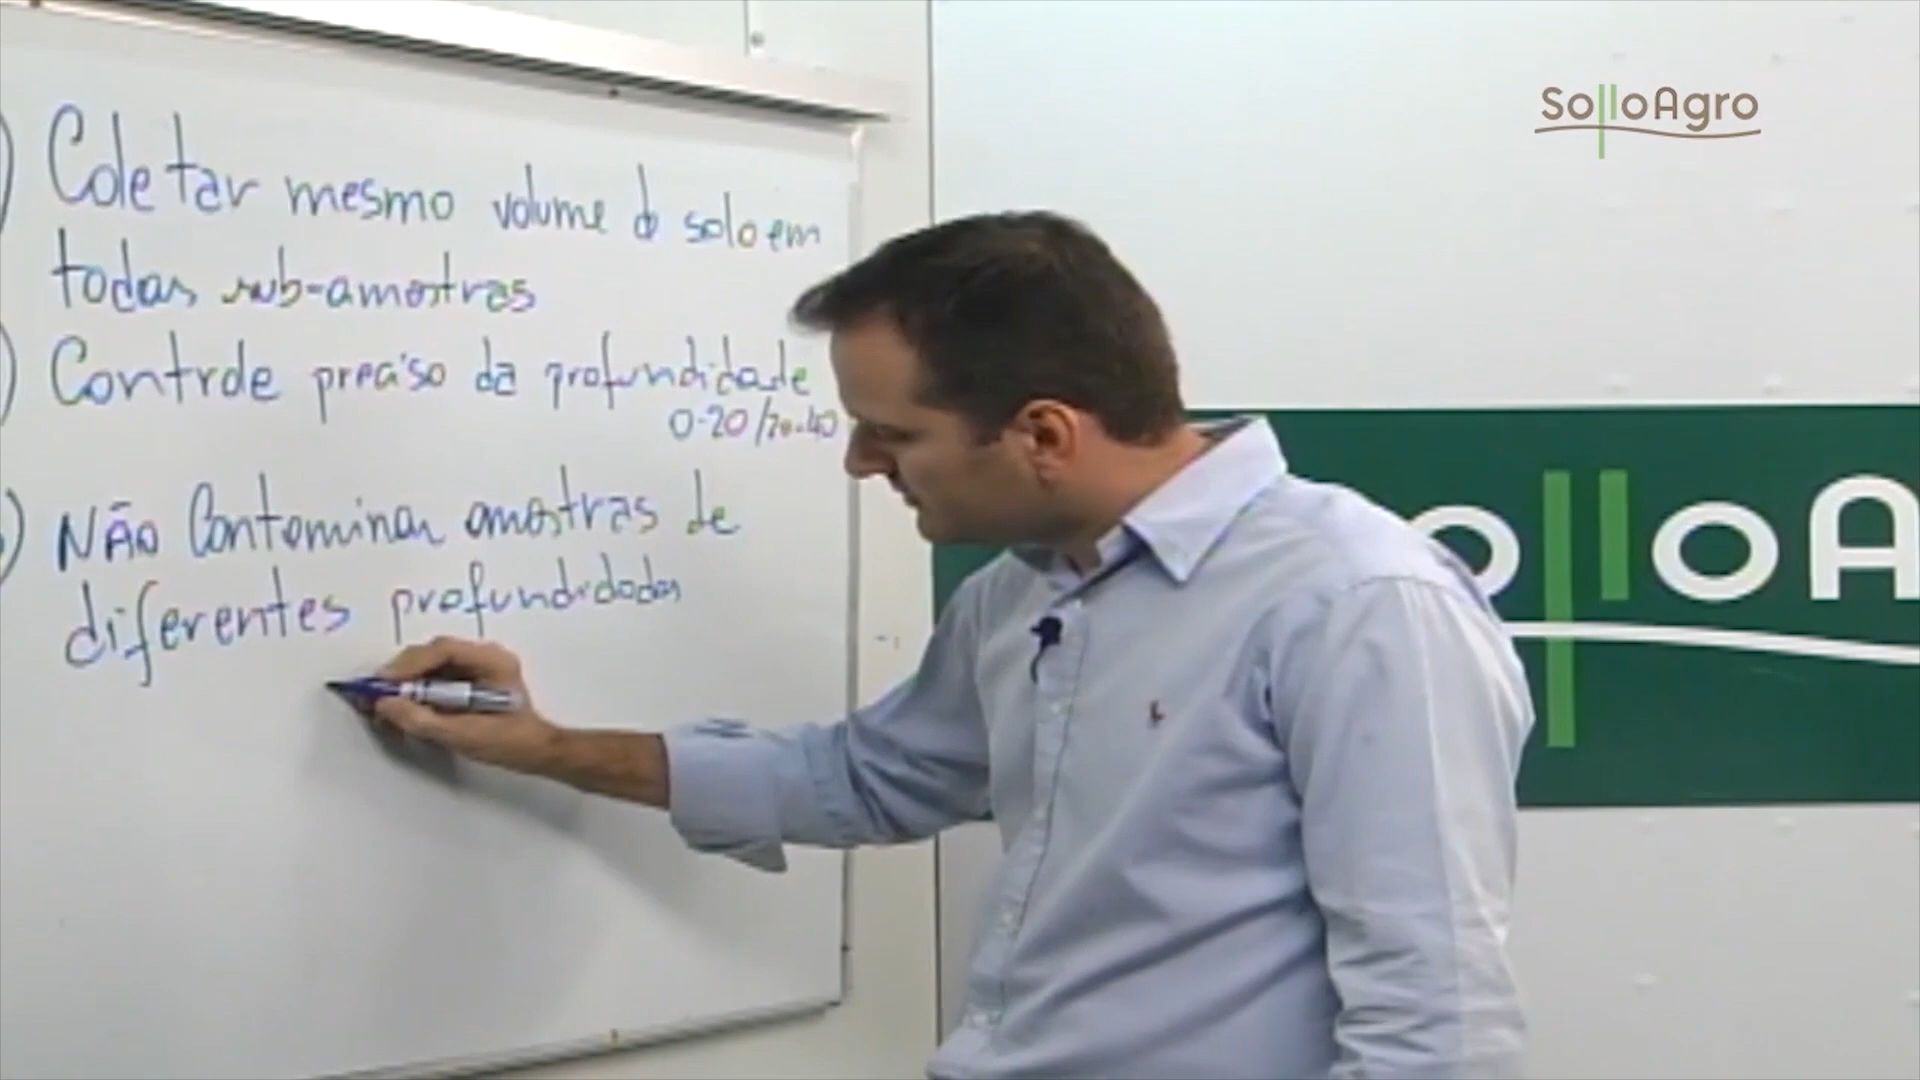 Coletar mesmo volume de solo em
todas sub-amostras
Controle preciso da profundidade
0-20/20-40
NÃO Contaminar amostras de
diferentes profundidades
SolloAgro
olloA